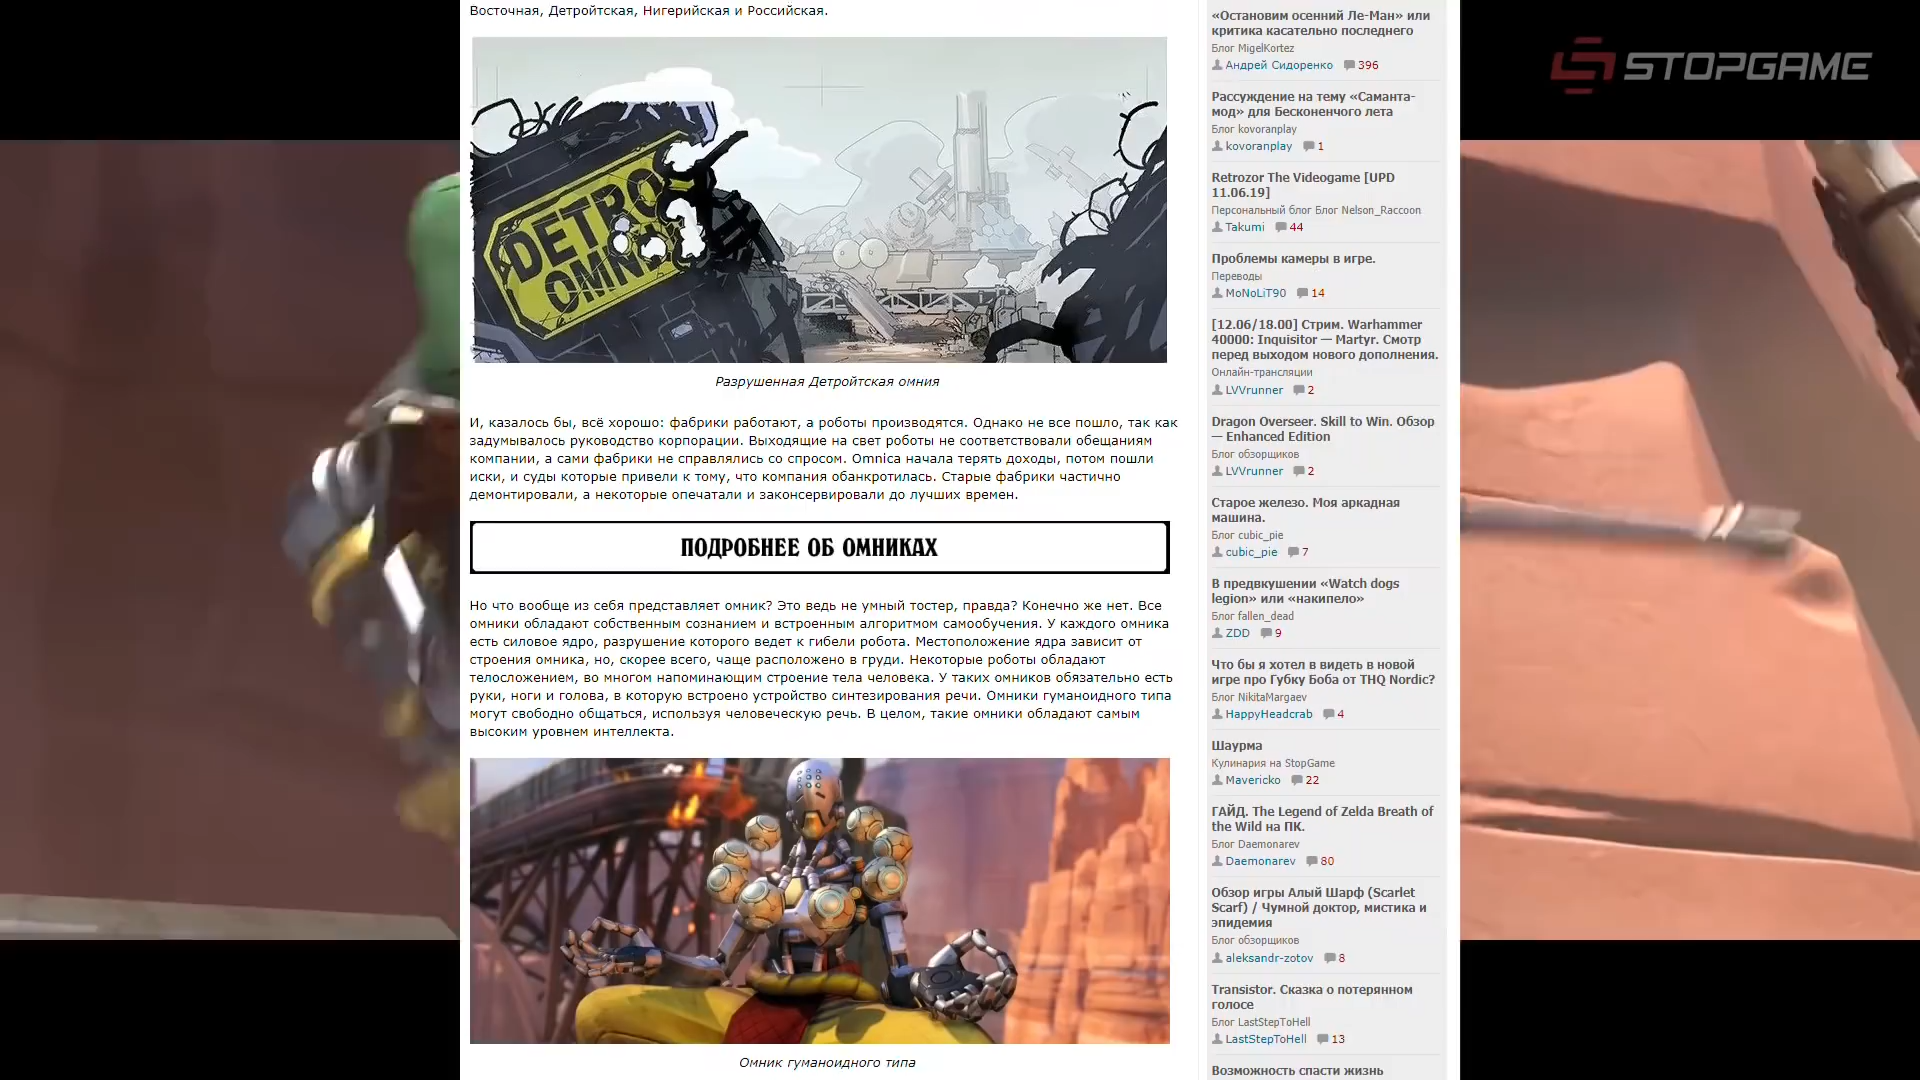 Восточная, Детройтская, Нигерийская и Российская.
DETRO
OMNI
Разрушенная Детройтская омния
И, казалось бы, всё хорошо: фабрики работают, а роботы производятся. Однако не все пошло, так как
задумывалось руководство корпорации. Выходящие на свет роботы не соответствовали обещаниям
компании, а сами фабрики не справлялись со спросом. Omnica начала терять доходы, потом пошли
иски, и суды которые привели к тому, что компания обанкротилась. Старые фабрики частично
демонтировали, а некоторые опечатали и законсервировали до лучших времен.
ПОДРОБНЕЕ ОБ ОМНИКАХ
Но что вообще из себя представляет омник? Это ведь не умный тостер, правда? Конечно же нет. Все
омники обладают собственным сознанием и встроенным алгоритмом самообучения. У каждого омника
есть силовое ядро, разрушение которого ведет к гибели робота. Местоположение ядра зависит от
строения омника, но, скорее всего, чаще расположено в груди. Некоторые роботы обладают
телосложением, во многом напоминающим строение тела человека. У таких омников обязательно есть
руки, ноги и голова, в которую встроено устройство синтезирования речи. Омники гуманоидного типа
могут свободно общаться, используя человеческую речь. В целом, такие омники обладают самым
высоким уровнем интеллекта.
Омник гуманоидного типа
«Остановим осенний Ле-Ман» или
критика касательно последнего
Блог MigelKortez
Андрей Сидоренко 396
Рассуждение на тему «Саманта-
мод» для Бесконенчого лета
Блог kovoranplay
kovoranplay 1
Retrozor The Videogame [UPD
11.06.19]
Персональный блог Блог Nelson_Raccoon
Takumi 44
Проблемы камеры в игре.
Переводы
MoNoLiT90 14
[12.06/18.00] Стрим. Warhammer
40000: Inquisitor — Martyr. Смотр
перед выходом нового дополнения.
Онлайн-трансляции
LVVrunner 2
Dragon Overseer. Skill to Win. Обзор
— Enhanced Edition
Блог обзорщиков
LVVrunner 2
Старое железо. Моя аркадная
машина.
Блог cubic_pie
cubic_pie 7
В предвкушении «Watch dogs
legion» или «накипело»
Блог fallen_dead
ZDD 9
Что бы я хотел в видеть в новой
игре про Губку Боба от THQ Nordic?
Блог NikitaMargaev
HappyHeadcrab 4
Шаурма
Кулинария на StopGame
Mavericko 22
ГАЙД. The Legend of Zelda Breath of
the Wild на ПК.
Блог Daemonarev
Daemonarev 80
Обзор игры Алый Шарф (Scarlet
Scarf) / Чумной доктор, мистика и
эпидемия
Блог обзорщиков
aleksandr-zotov 8
Transistor. Сказка о потерянном
голосе
Блог LastStepToHell
LastStepToHell 13
Возможность спасти жизнь
STOPGAME